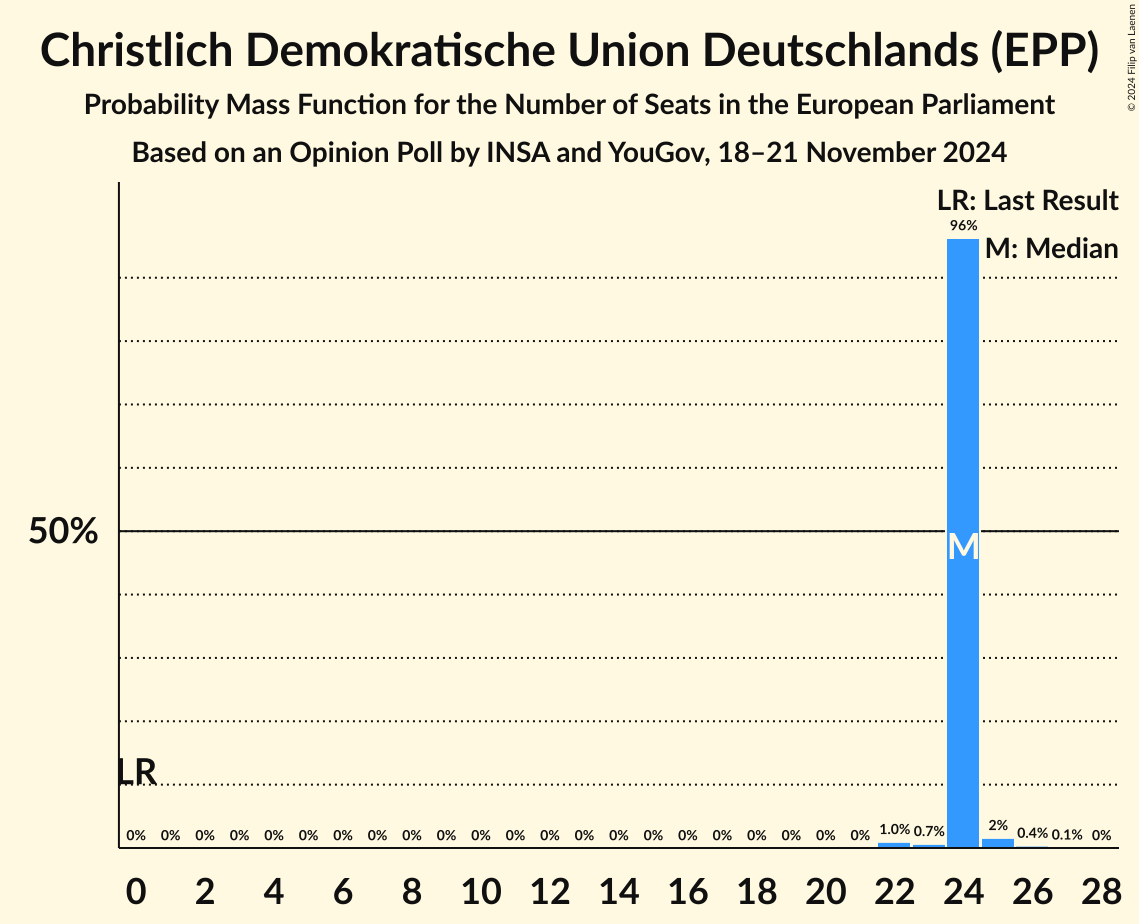 Christlich Demokratische Union Deutschlands (EPP)
Probability Mass Function for the Number of Seats in the European Parliament
Based on an Opinion Poll by INSA and YouGov, 18–21 November 2024
© 2024 Filip van Laenen
LR: Last Result
96%
M: Median
50%
M
LR
0% 0% 0% 0% 0% 0% 0% 0% 0% 0% 0% 0% 0% 0% 0% 0% 0% 0% 0% 0% 0% 0% 1.0% 0.7% 2% 0.4% 0.1% 0%
0 2 4 6 8 10 12 14 16 18 20 22 24 26 28